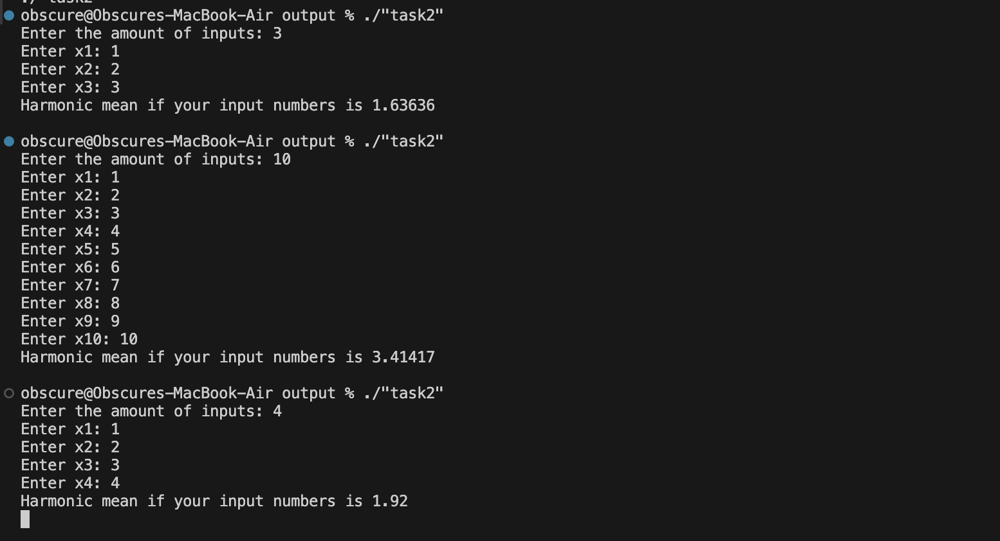 ./"task2"
obscure@Obscures-MacBook-Air output % ./"task2"
Enter the amount of inputs: 3
Enter x1: 1
Enter x2: 2
Enter x3: 3
Harmonic mean if your input numbers is 1.63636
obscure@Obscures-MacBook-Air output % ./"task2"
Enter the amount of inputs: 10
Enter x1: 1
Enter x2: 2
Enter x3: 3
Enter x4: 4
Enter x5: 5
Enter x6: 6
Enter x7: 7
Enter x8: 8
Enter x9: 9
Enter x10: 10
Harmonic mean if your input numbers is 3.41417
obscure@Obscures-MacBook-Air output % ./"task2"
Enter the amount of inputs: 4
Enter x1: 1
Enter x2: 2
Enter x3: 3
Enter x4: 4
Harmonic mean if your input numbers is 1.92